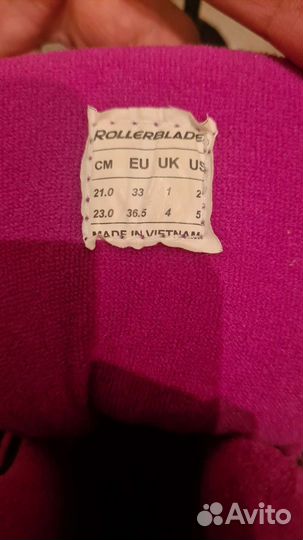 ROLLERBLADE
CM EU UK US
21.0 33 1 2
23.0 36.5 4 5
MADE IN VIETNAM
Avito